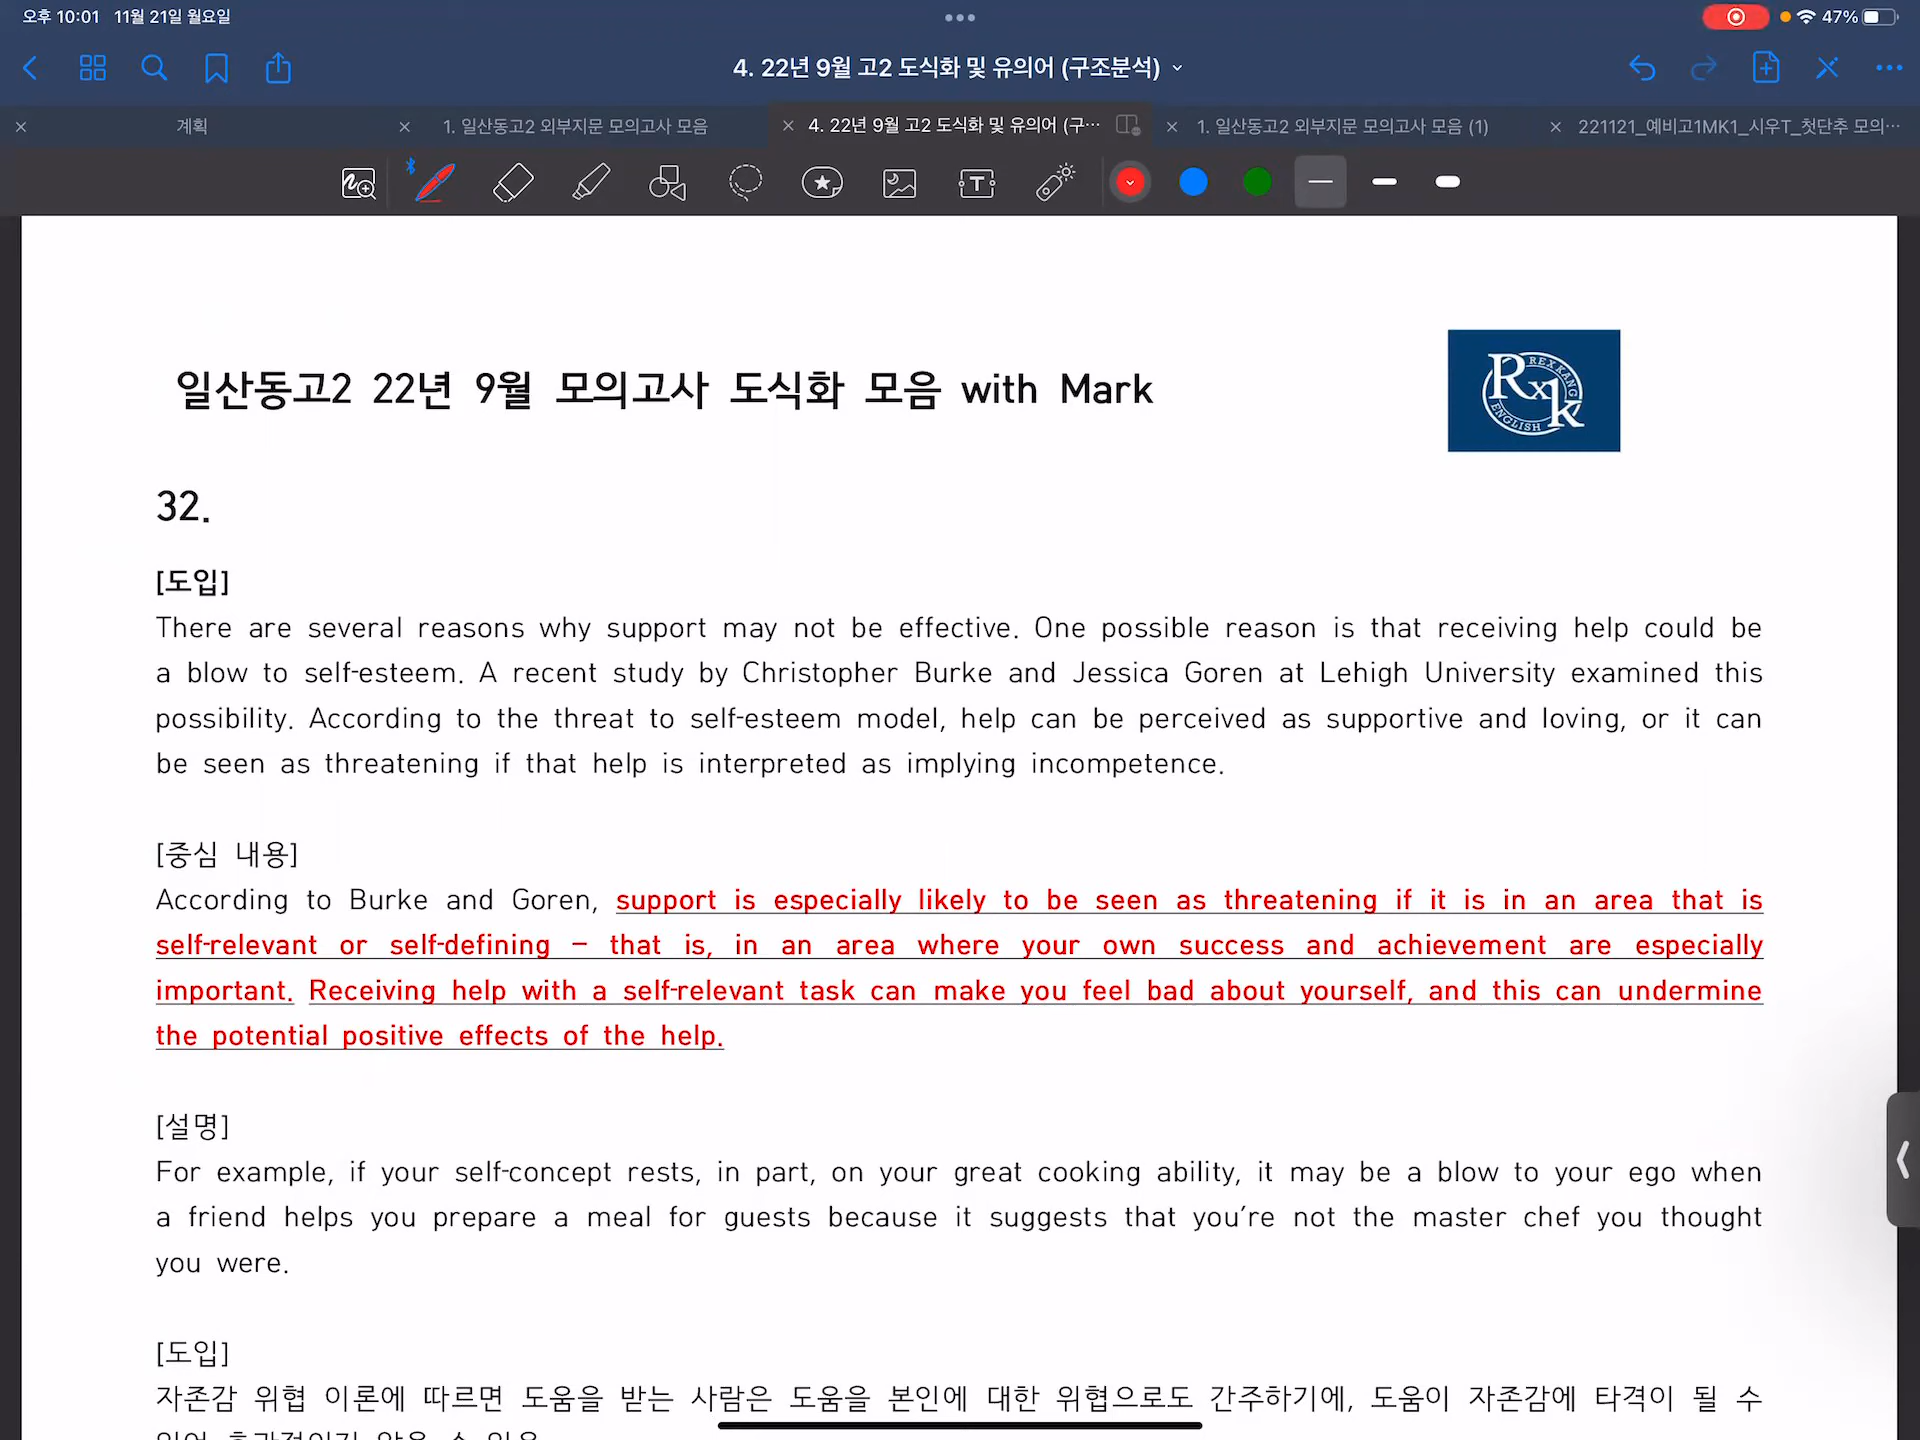 오후 10:01 11월 21일 월요일
47%
4. 22년 9월 고2 도식화 및 유의어 (구조분석)
계획
1. 일산동고2 외부지문 모의고사 모음
4. 22년 9월 고2 도식화 및 유의어 (구…
1. 일산동고2 외부지문 모의고사 모음 (1)
221121_예비고1MK1_시우T_첫단추 모의…
일산동고2 22년 9월 모의고사 도식화 모음 with Mark
RxK
REXKANG
ENGLISH
32.
[도입]
There are several reasons why support may not be effective. One possible reason is that receiving help could be
a blow to self-esteem. A recent study by Christopher Burke and Jessica Goren at Lehigh University examined this
possibility. According to the threat to self-esteem model, help can be perceived as supportive and loving, or it can
be seen as threatening if that help is interpreted as implying incompetence.
[중심 내용]
According to Burke and Goren, support is especially likely to be seen as threatening if it is in an area that is
self-relevant or self-defining - that is, in an area where your own success and achievement are especially
important. Receiving help with a self-relevant task can make you feel bad about yourself, and this can undermine
the potential positive effects of the help.
[설명]
For example, if your self-concept rests, in part, on your great cooking ability, it may be a blow to your ego when
a friend helps you prepare a meal for guests because it suggests that you're not the master chef you thought
you were.
[도입]
자존감 위협 이론에 따르면 도움을 받는 사람은 도움을 본인에 대한 위협으로도 간주하기에, 도움이 자존감에 타격이 될 수